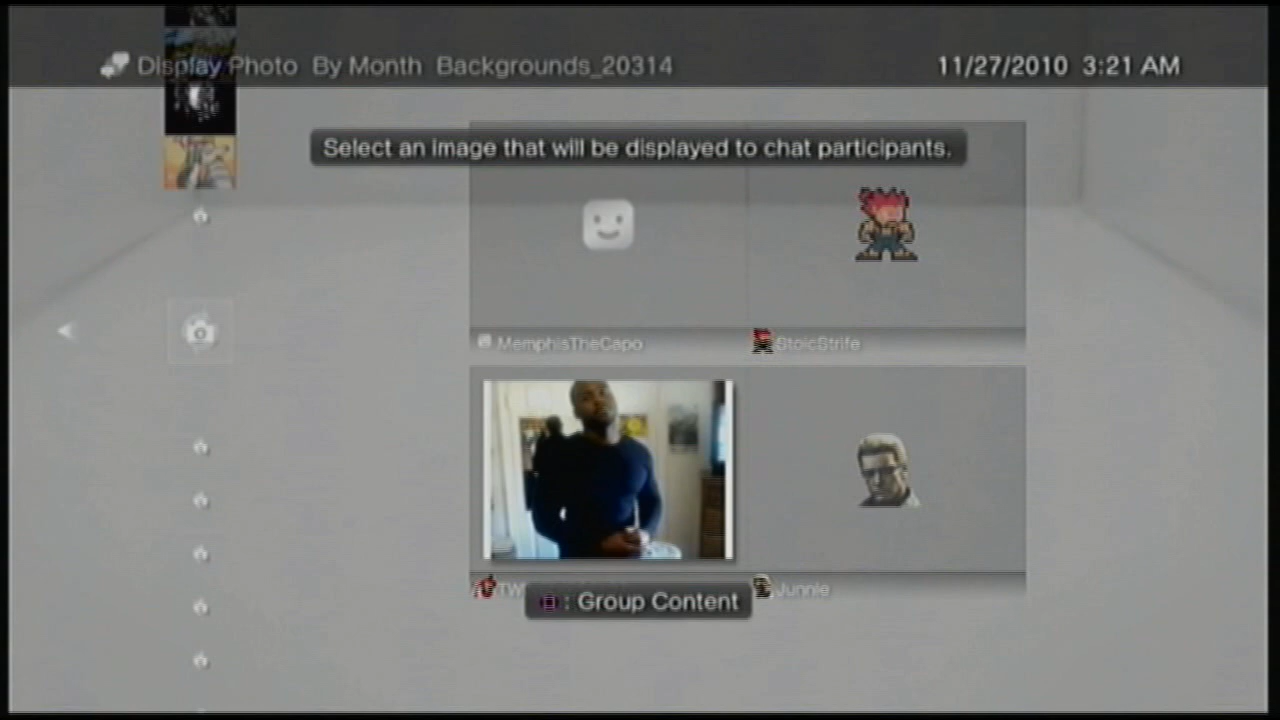 Display Photo By Month Backgrounds_20314
11/27/2010 3:21 AM
Select an image that will be displayed to chat participants.
MemphisTheCapo
StoicStrife
: Group Content
Junnie